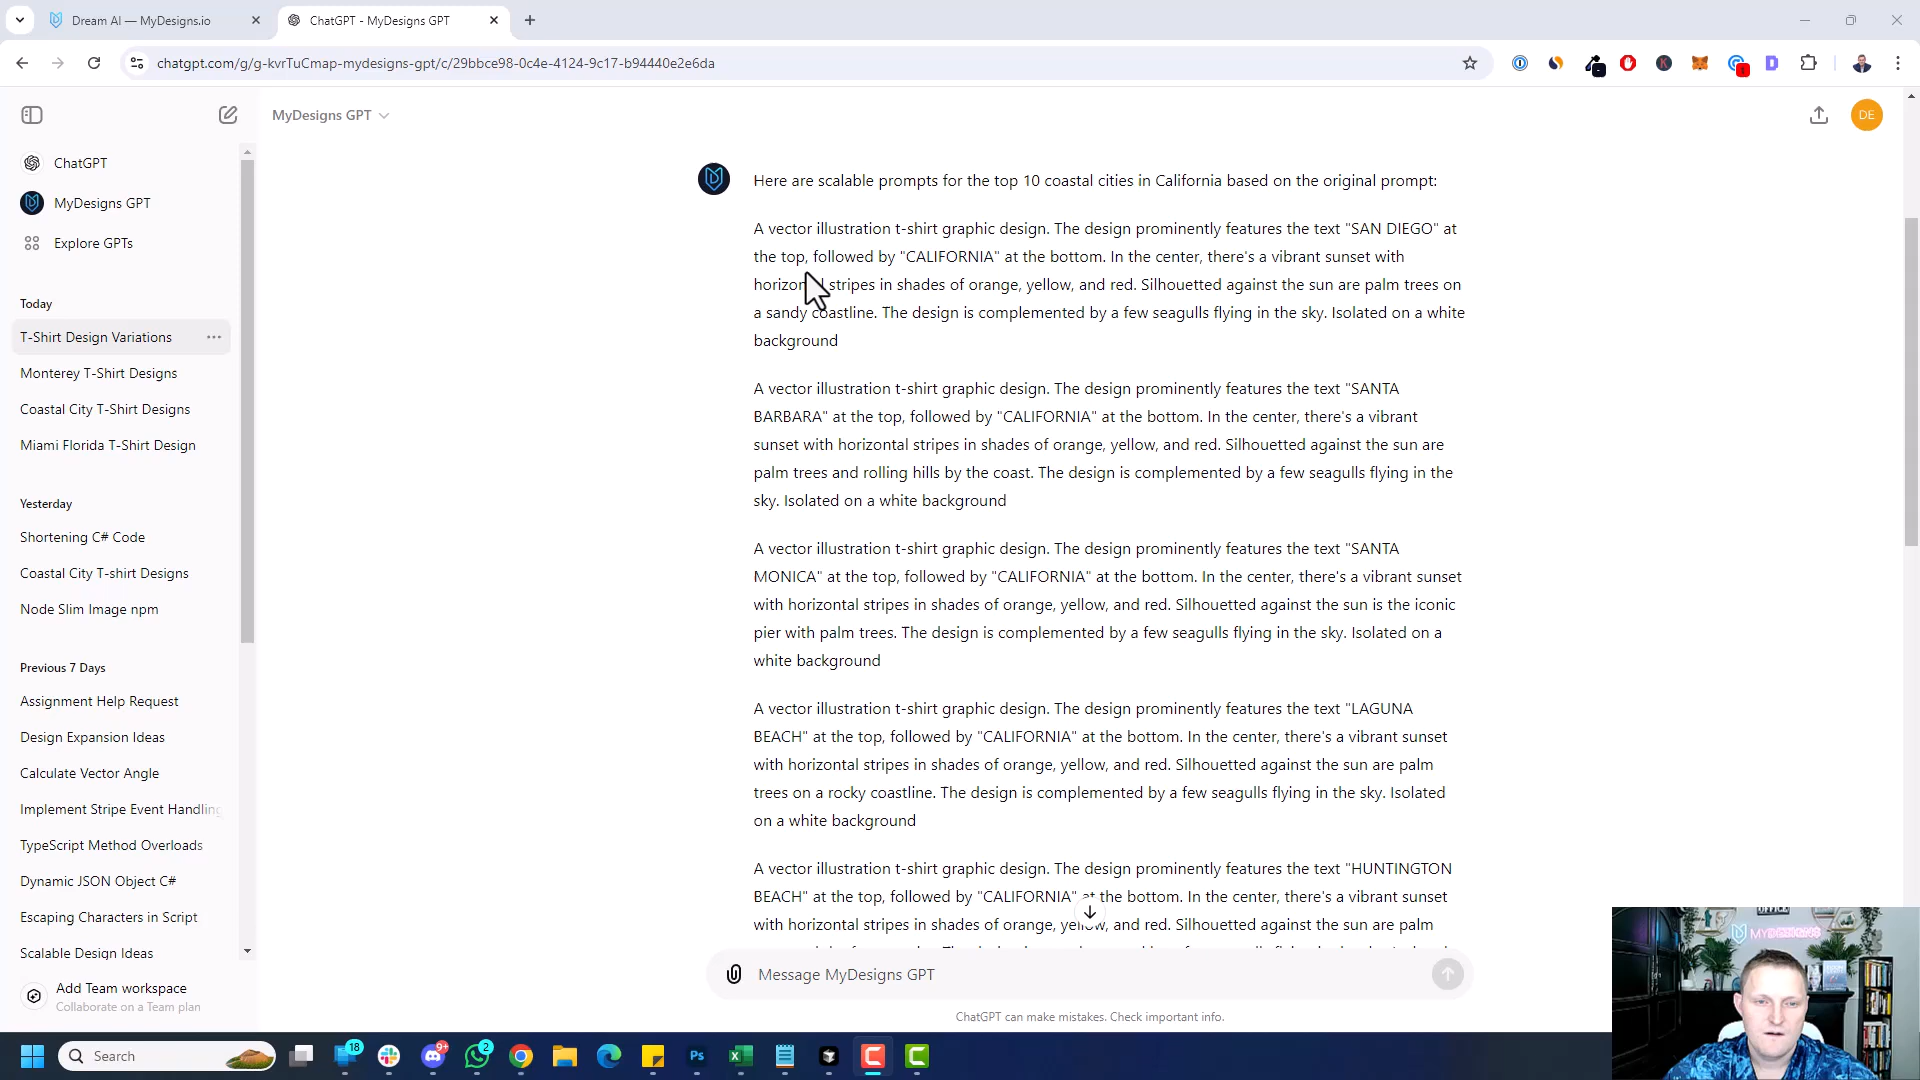 Dream AI — MyDesigns.io
ChatGPT - MyDesigns GPT
chatgpt.com/g/g-kvrTuCmap-mydesigns-gpt/c/29bbce98-0c4e-4124-9c17-b94440e2e6da
MyDesigns GPT
DE
ChatGPT
MyDesigns GPT
Explore GPTs
Today
T-Shirt Design Variations
Monterey T-Shirt Designs
Coastal City T-Shirt Designs
Miami Florida T-Shirt Design
Yesterday
Shortening C# Code
Coastal City T-shirt Designs
Node Slim Image npm
Previous 7 Days
Assignment Help Request
Design Expansion Ideas
Calculate Vector Angle
Implement Stripe Event Handling
TypeScript Method Overloads
Dynamic JSON Object C#
Escaping Characters in Script
Scalable Design Ideas
Add Team workspace
Collaborate on a Team plan
Here are scalable prompts for the top 10 coastal cities in California based on the original prompt:
A vector illustration t-shirt graphic design. The design prominently features the text "SAN DIEGO" at
the top, followed by "CALIFORNIA" at the bottom. In the center, there's a vibrant sunset with
horizontal stripes in shades of orange, yellow, and red. Silhouetted against the sun are palm trees on
a sandy coastline. The design is complemented by a few seagulls flying in the sky. Isolated on a white
background
A vector illustration t-shirt graphic design. The design prominently features the text "SANTA
BARBARA" at the top, followed by "CALIFORNIA" at the bottom. In the center, there's a vibrant
sunset with horizontal stripes in shades of orange, yellow, and red. Silhouetted against the sun are
palm trees and rolling hills by the coast. The design is complemented by a few seagulls flying in the
sky. Isolated on a white background
A vector illustration t-shirt graphic design. The design prominently features the text "SANTA
MONICA" at the top, followed by "CALIFORNIA" at the bottom. In the center, there's a vibrant sunset
with horizontal stripes in shades of orange, yellow, and red. Silhouetted against the sun is the iconic
pier with palm trees. The design is complemented by a few seagulls flying in the sky. Isolated on a
white background
A vector illustration t-shirt graphic design. The design prominently features the text "LAGUNA
BEACH" at the top, followed by "CALIFORNIA" at the bottom. In the center, there's a vibrant sunset
with horizontal stripes in shades of orange, yellow, and red. Silhouetted against the sun are palm
trees on a rocky coastline. The design is complemented by a few seagulls flying in the sky. Isolated
on a white background
A vector illustration t-shirt graphic design. The design prominently features the text "HUNTINGTON
BEACH" at the top, followed by "CALIFORNIA" at the bottom. In the center, there's a vibrant sunset
with horizontal stripes in shades of orange, yellow, and red. Silhouetted against the sun are palm
Message MyDesigns GPT
ChatGPT can make mistakes. Check important info.
MYDESIGNS
Search
18
9+
2
Ps